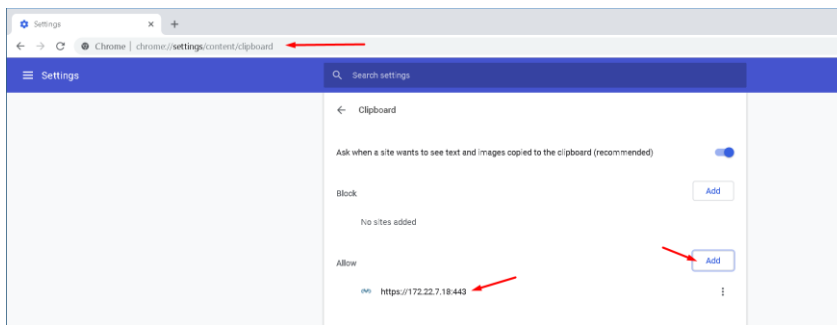 Settings
Chrome | chrome://settings/content/clipboard
Settings
Search settings
Clipboard
Ask when a site wants to see text and images copied to the clipboard (recommended)
Block
Add
No sites added
Allow
Add
https://172.22.7.18:443